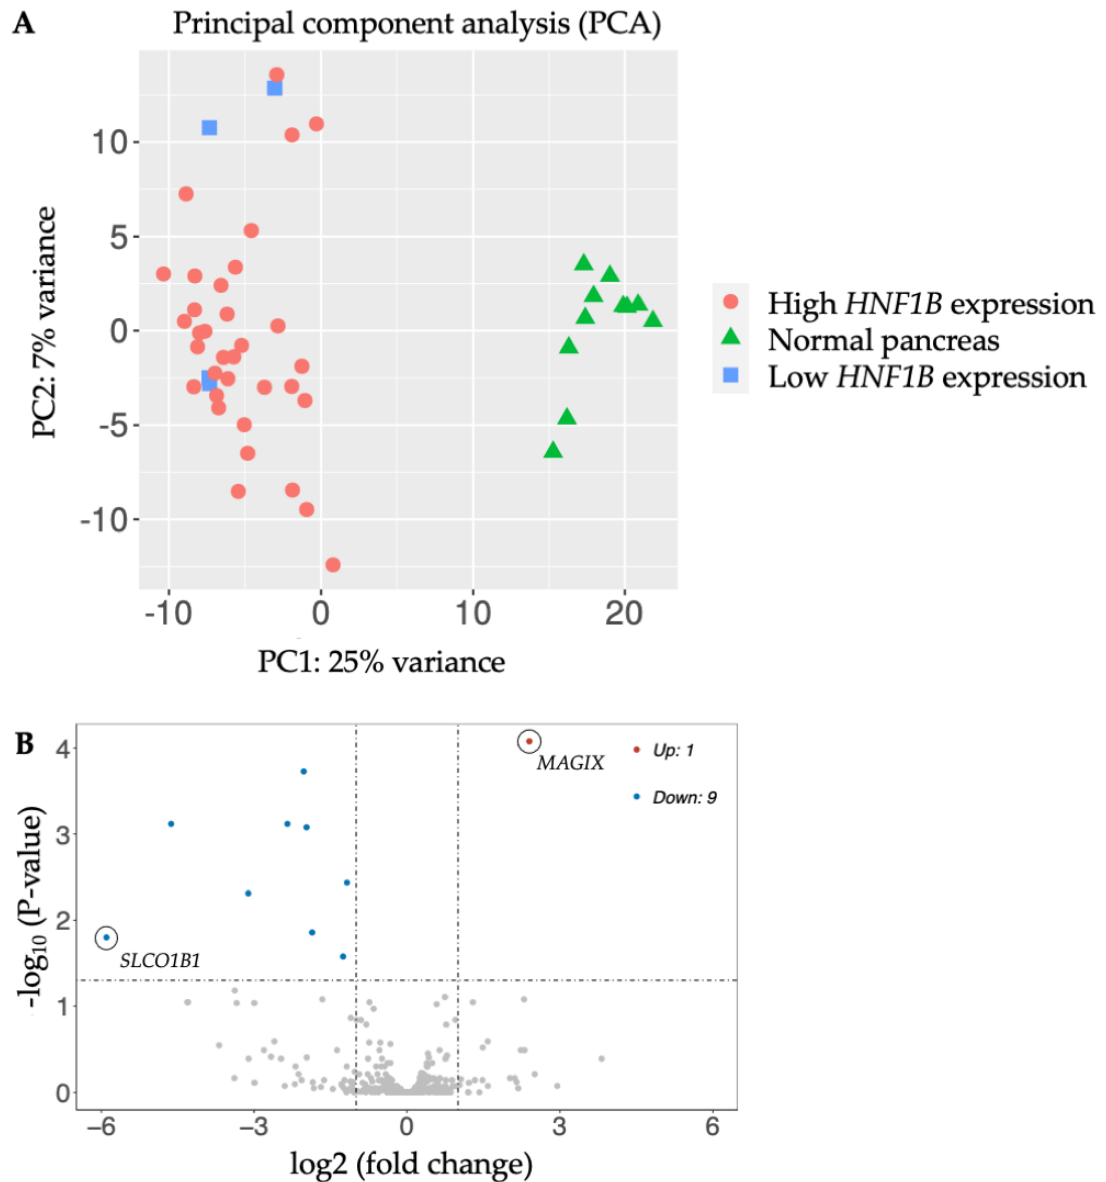 A
Principal component analysis (PCA)
10
5
0
-5
-10
PC2: 7% variance
-10 0 10 20
PC1: 25% variance
High HNF1B expression
Normal pancreas
Low HNF1B expression
B
4
3
2
1
0
-log10 (P-value)
MAGIX
Up: 1
Down: 9
SLCO1B1
−6 −3 0 3 6
log2 (fold change)